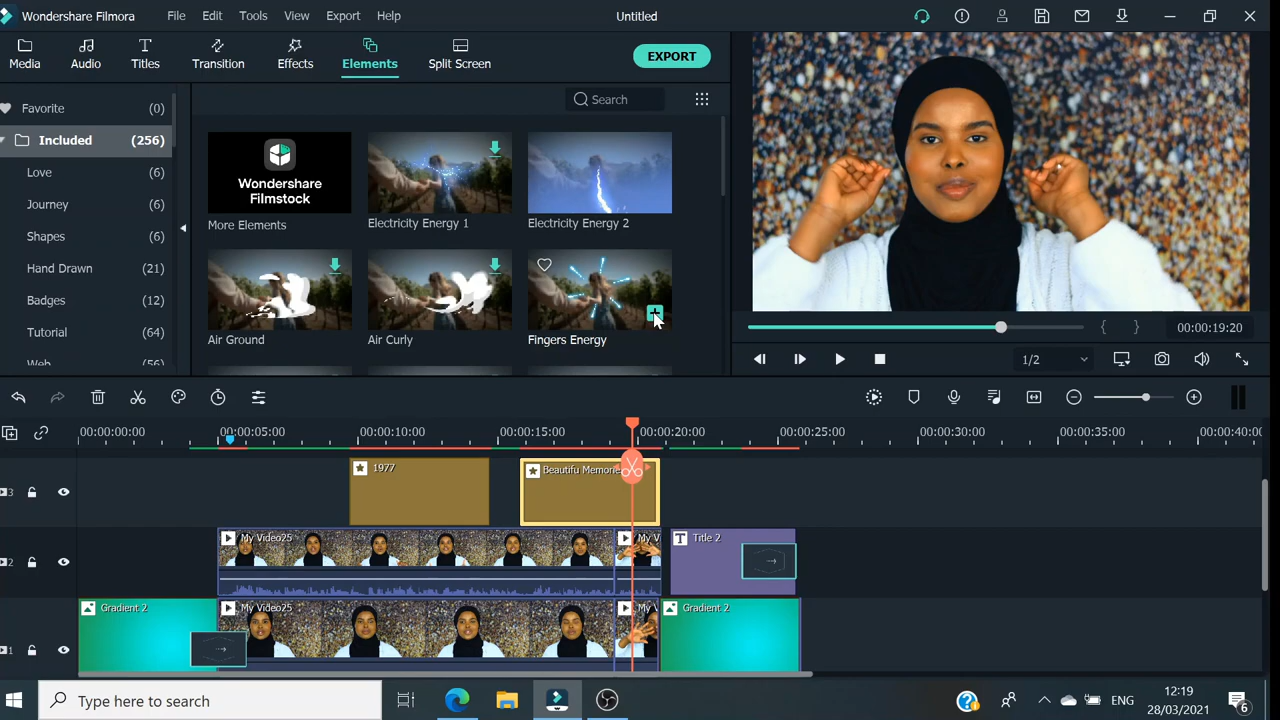 Wondershare Filmora File Edit Tools View Export Help Untitled
Media Audio Titles Transition Effects Elements Split Screen EXPORT
Favorite (0)
Search
Included (256)
Love (6)
Journey (6)
Shapes (6)
Hand Drawn (21)
Badges (12)
Tutorial (64)
Web (56)
Wondershare
Filmstock
More Elements
Electricity Energy 1
Electricity Energy 2
Air Ground
Air Curly
Fingers Energy
00:00:19:20
1/2
00:00:00:00 00:00:05:00 00:00:10:00 00:00:15:00 00:00:20:00 00:00:25:00 00:00:30:00 00:00:35:00 00:00:40:00
3
1977
Beautifu Memorie
2
My Video25
My V
Title 2
1
Gradient 2
My Video25
My V
Gradient 2
Type here to search
ENG
12:19
28/03/2021
6